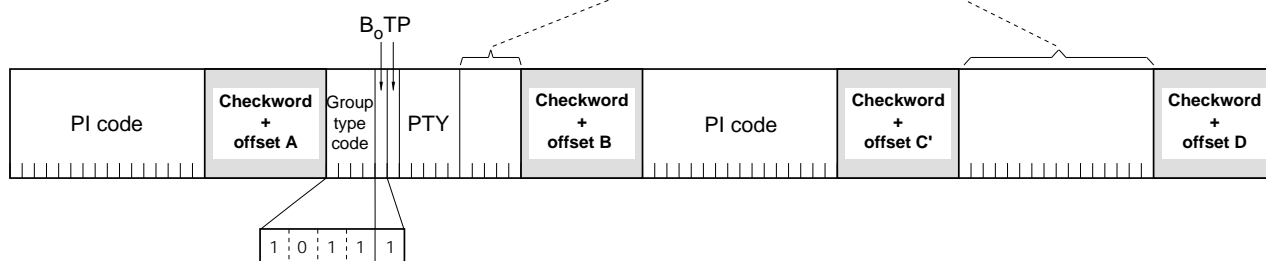 B₀TP
PI code
Checkword
+
offset A
Group
type
code
PTY
Checkword
+
offset B
PI code
Checkword
+
offset C'
Checkword
+
offset D
1 0 1 1 1